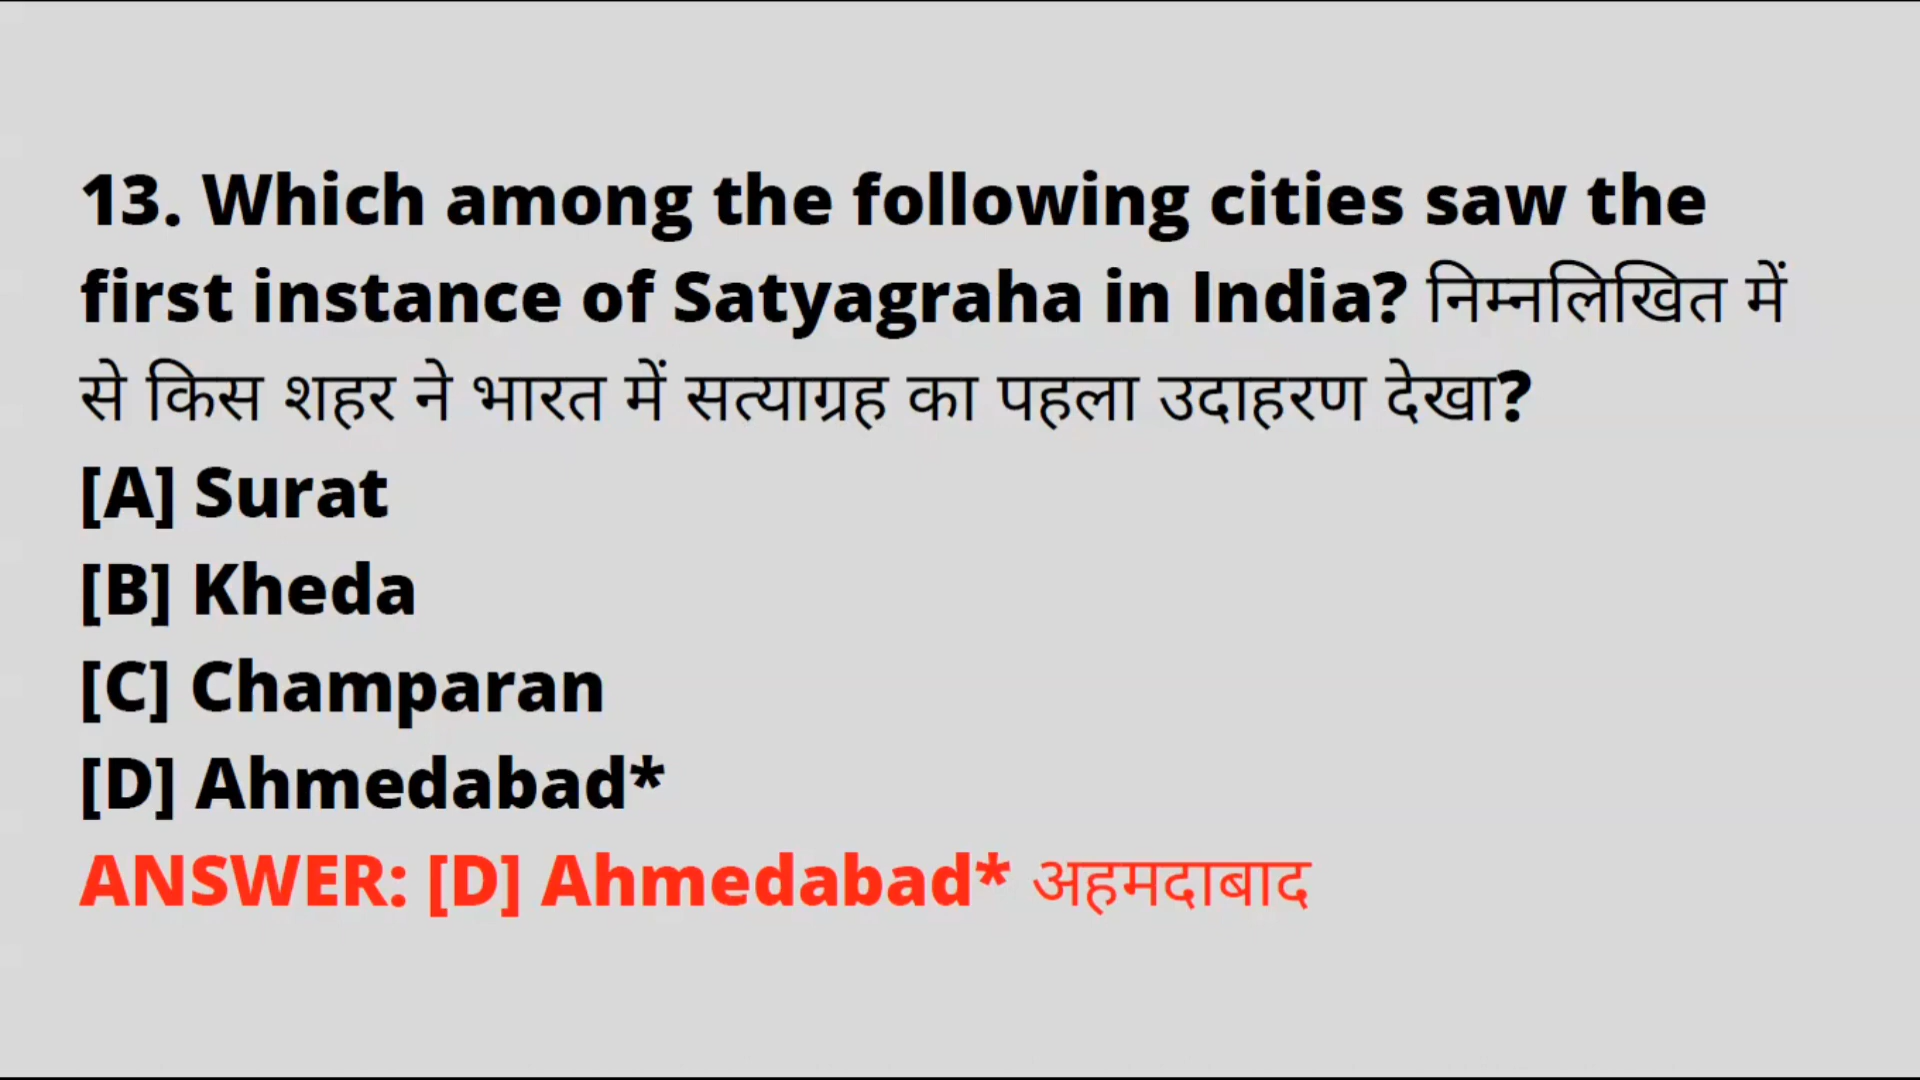 13. Which among the following cities saw the
first instance of Satyagraha in India? निम्नलिखित में
से किस शहर ने भारत में सत्याग्रह का पहला उदाहरण देखा?
[A] Surat
[B] Kheda
[C] Champaran
[D] Ahmedabad*
ANSWER: [D] Ahmedabad* अहमदाबाद